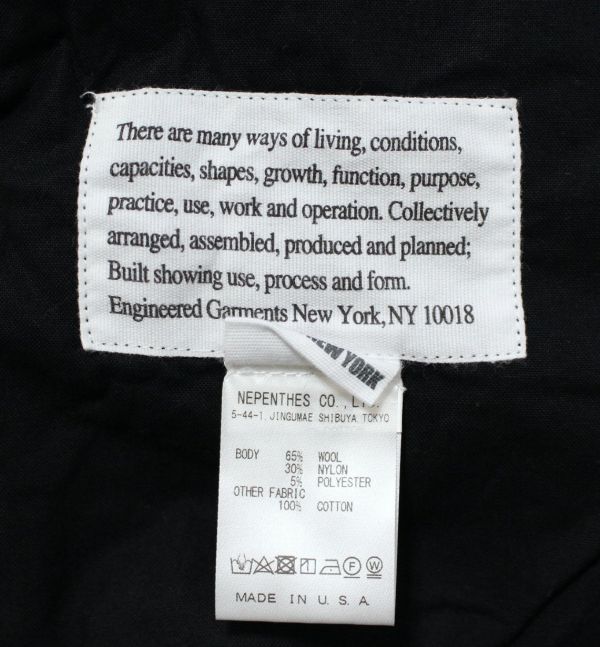 There are many ways of living, conditions,
capacities, shapes, growth, function, purpose,
practice, use, work and operation. Collectively
arranged, assembled, produced and planned;
Built showing use, process and form.
Engineered Garments New York, NY 10018
NEW YORK
NEPENTHES CO., LTD.
5-44-1. JINGUMAE SHIBUYA. TOKYO
BODY 65% WOOL
30% NYLON
5% POLYESTER
OTHER FABRIC
100% COTTON
F W
MADE IN U.S.A.